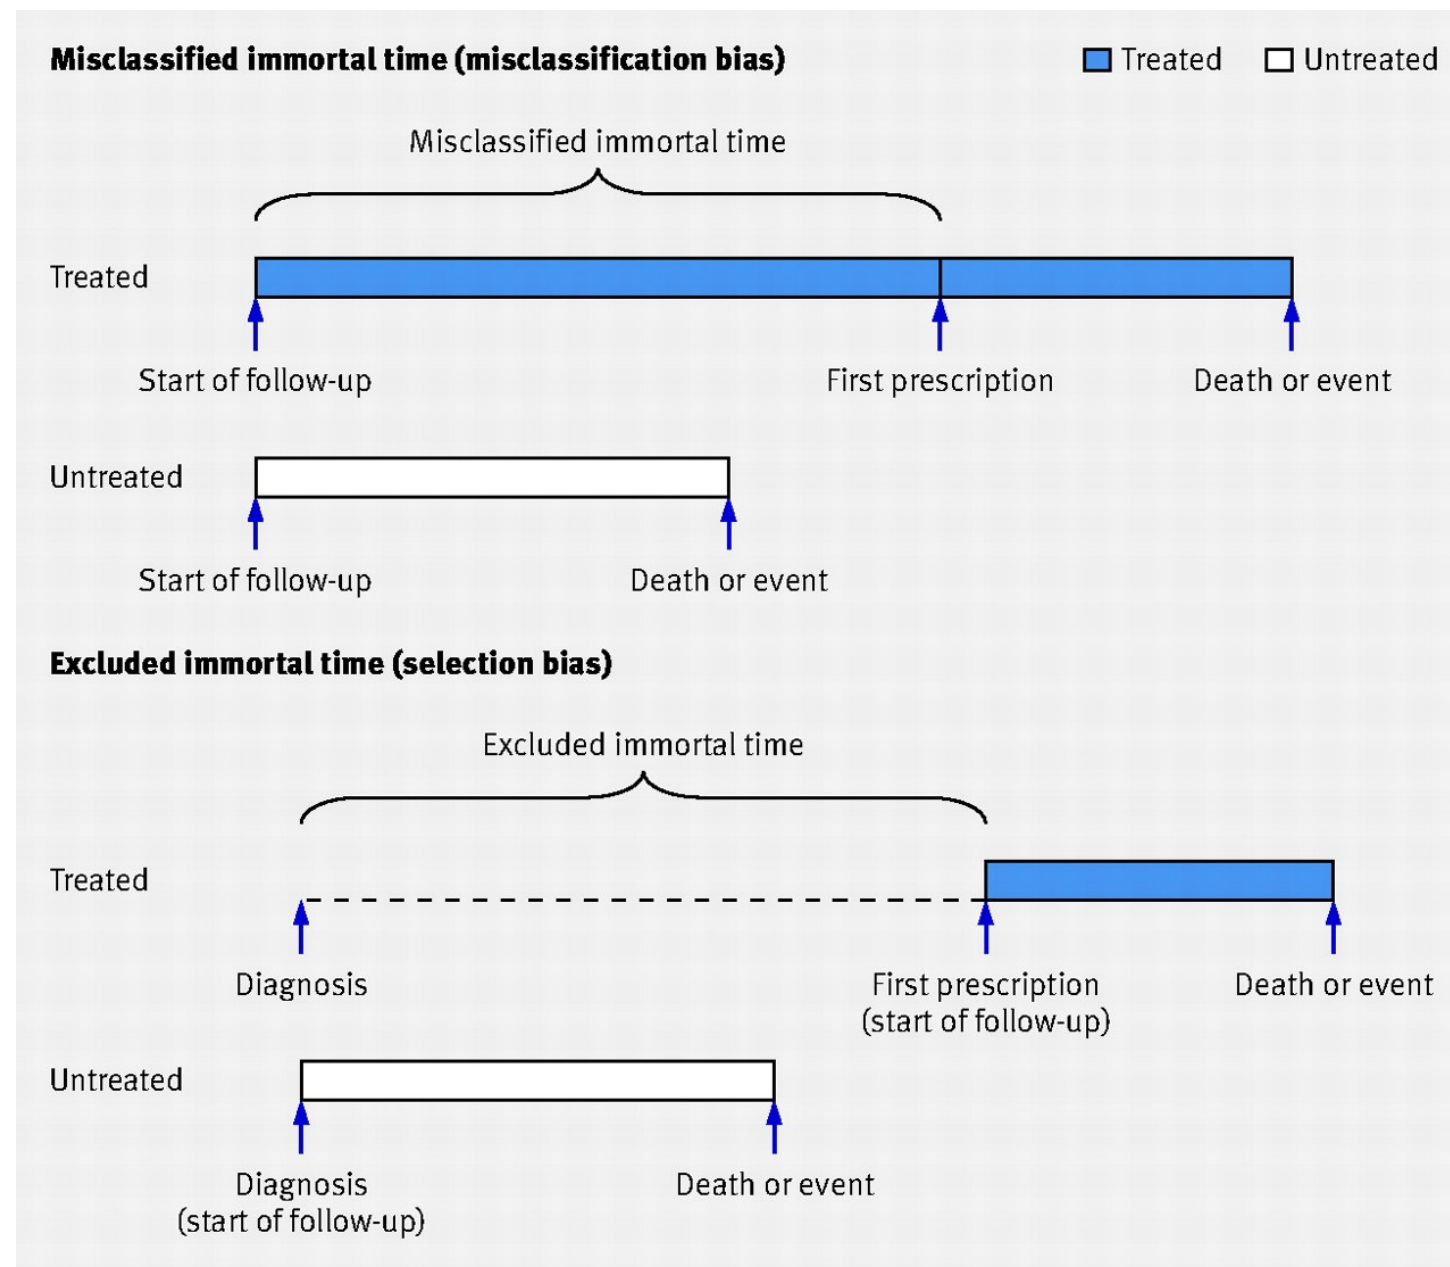 Misclassified immortal time (misclassification bias)
Treated
Untreated
Misclassified immortal time
Treated
Start of follow-up
First prescription
Death or event
Untreated
Start of follow-up
Death or event
Excluded immortal time (selection bias)
Excluded immortal time
Treated
Diagnosis
First prescription
(start of follow-up)
Death or event
Untreated
Diagnosis
(start of follow-up)
Death or event